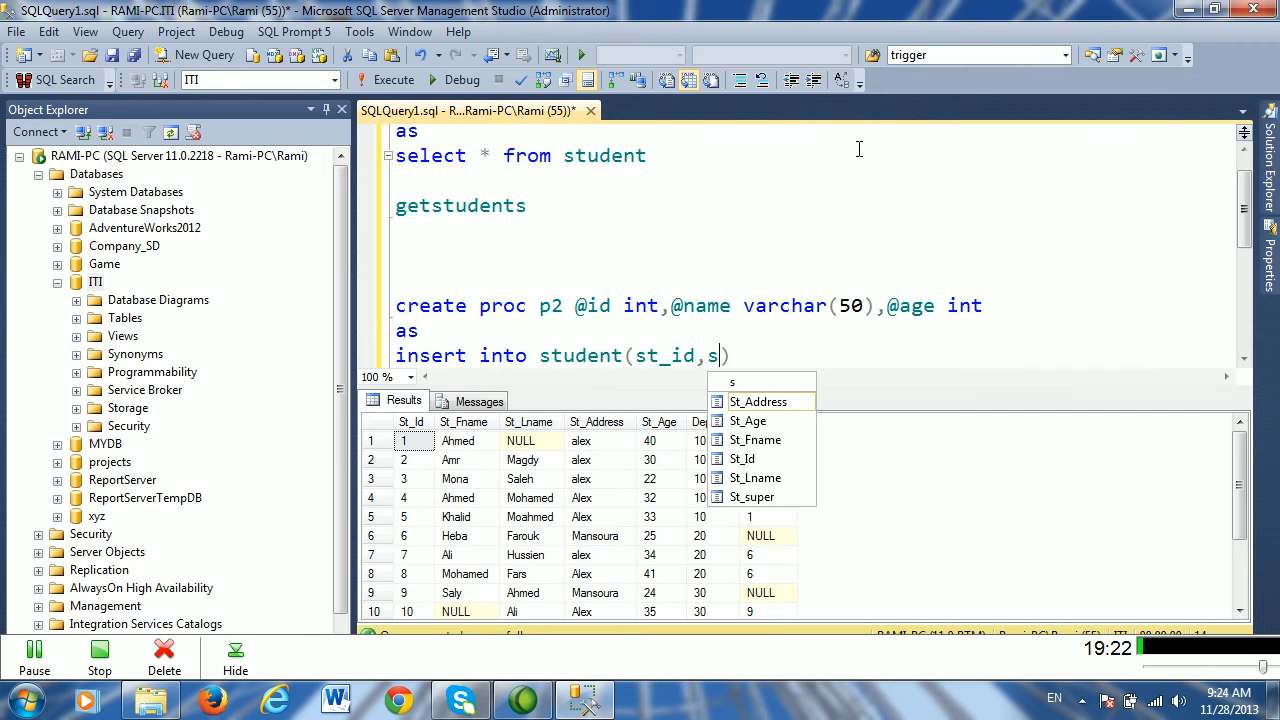 SQLQuery1.sql - RAMI-PC.ITI (Rami-PC\Rami (55))* - Microsoft SQL Server Management Studio (Administrator)
File Edit View Query Project Debug SQL Prompt 5 Tools Window Help
New Query trigger
SQL Search ITI Execute Debug
Object Explorer
SQLQuery1.sql - R...Rami-PC\Rami (55))*
Connect
RAMI-PC (SQL Server 11.0.2218 - Rami-PC\Rami)
Databases
System Databases
Database Snapshots
AdventureWorks2012
Company_SD
Game
ITI
Database Diagrams
Tables
Views
Synonyms
Programmability
Service Broker
Storage
Security
MYDB
projects
ReportServer
ReportServerTempDB
xyz
Security
Server Objects
Replication
AlwaysOn High Availability
Management
Integration Services Catalogs
as
select * from student
getstudents
create proc p2 @id int,@name varchar(50),@age int
as
insert into student(st_id,s)
s
St_Address
St_Age
St_Fname
St_Id
St_Lname
St_super
100 %
Results Messages
St_Id St_Fname St_Lname St_Address St_Age
1 1 Ahmed NULL alex 40 10
2 2 Amr Magdy alex 30 10
3 3 Mona Saleh alex 22 10
4 4 Ahmed Mohamed Alex 32 10
5 5 Khalid Moahmed Alex 33 10 1
6 6 Heba Farouk Mansoura 25 20 NULL
7 7 Ali Hussien alex 34 20 6
8 8 Mohamed Fars Alex 41 20 6
9 9 Saly Ahmed Mansoura 24 30 NULL
10 10 NULL Ali Alex 35 30 9
Solution Explorer
Properties
Pause Stop Delete Hide
19:22
EN
9:24 AM
11/28/2013